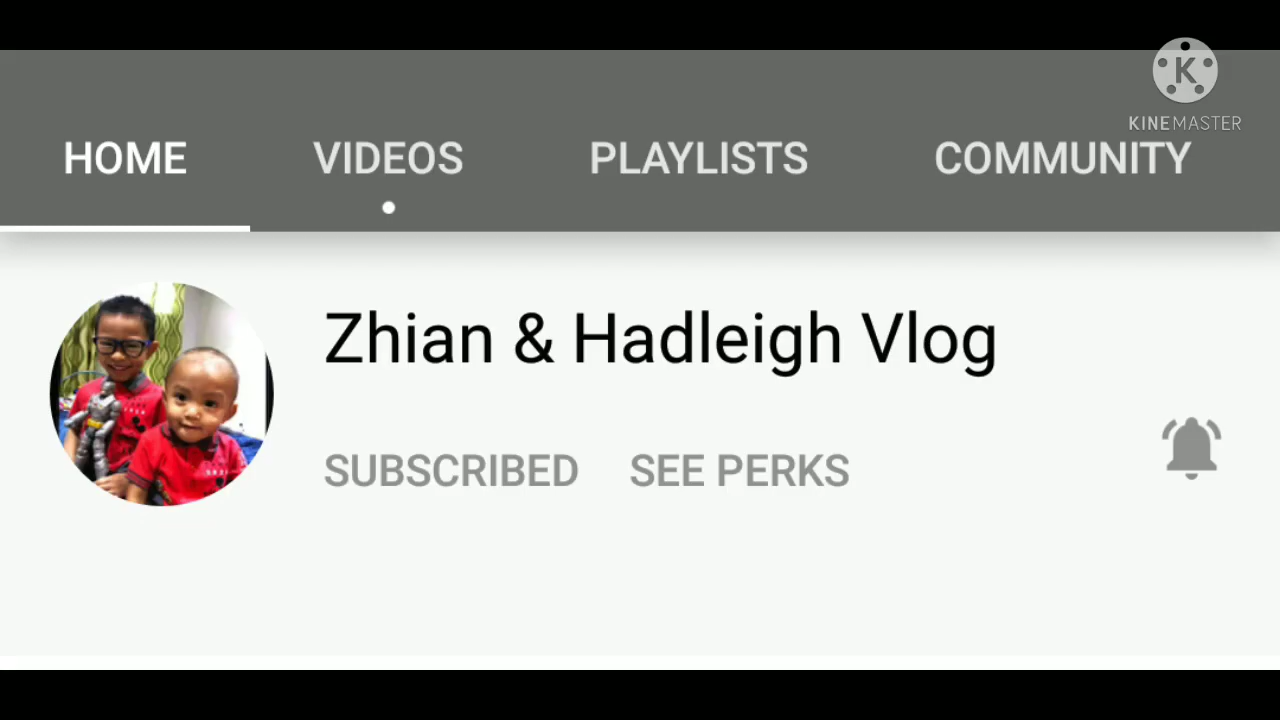 K
KINEMASTER
HOME VIDEOS PLAYLISTS COMMUNITY
Zhian & Hadleigh Vlog
SUBSCRIBED SEE PERKS